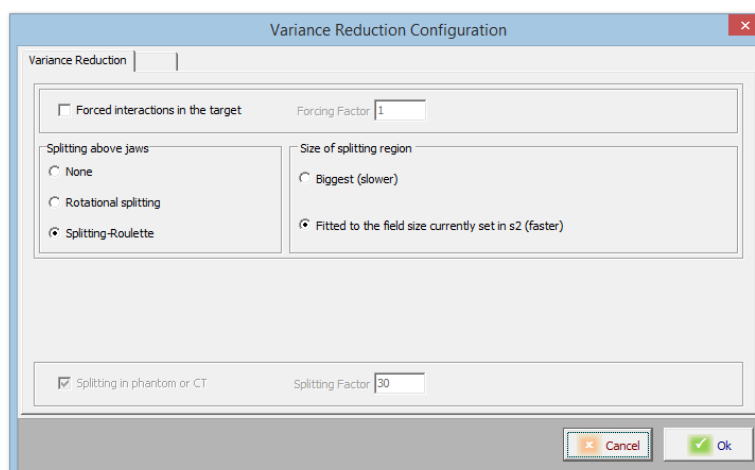 Variance Reduction Configuration
Variance Reduction
Forced interactions in the target
Forcing Factor 1
Splitting above jaws
None
Rotational splitting
Splitting-Roulette
Size of splitting region
Biggest (slower)
Fitted to the field size currently set in s2 (faster)
Splitting in phantom or CT
Splitting Factor 30
Cancel
Ok